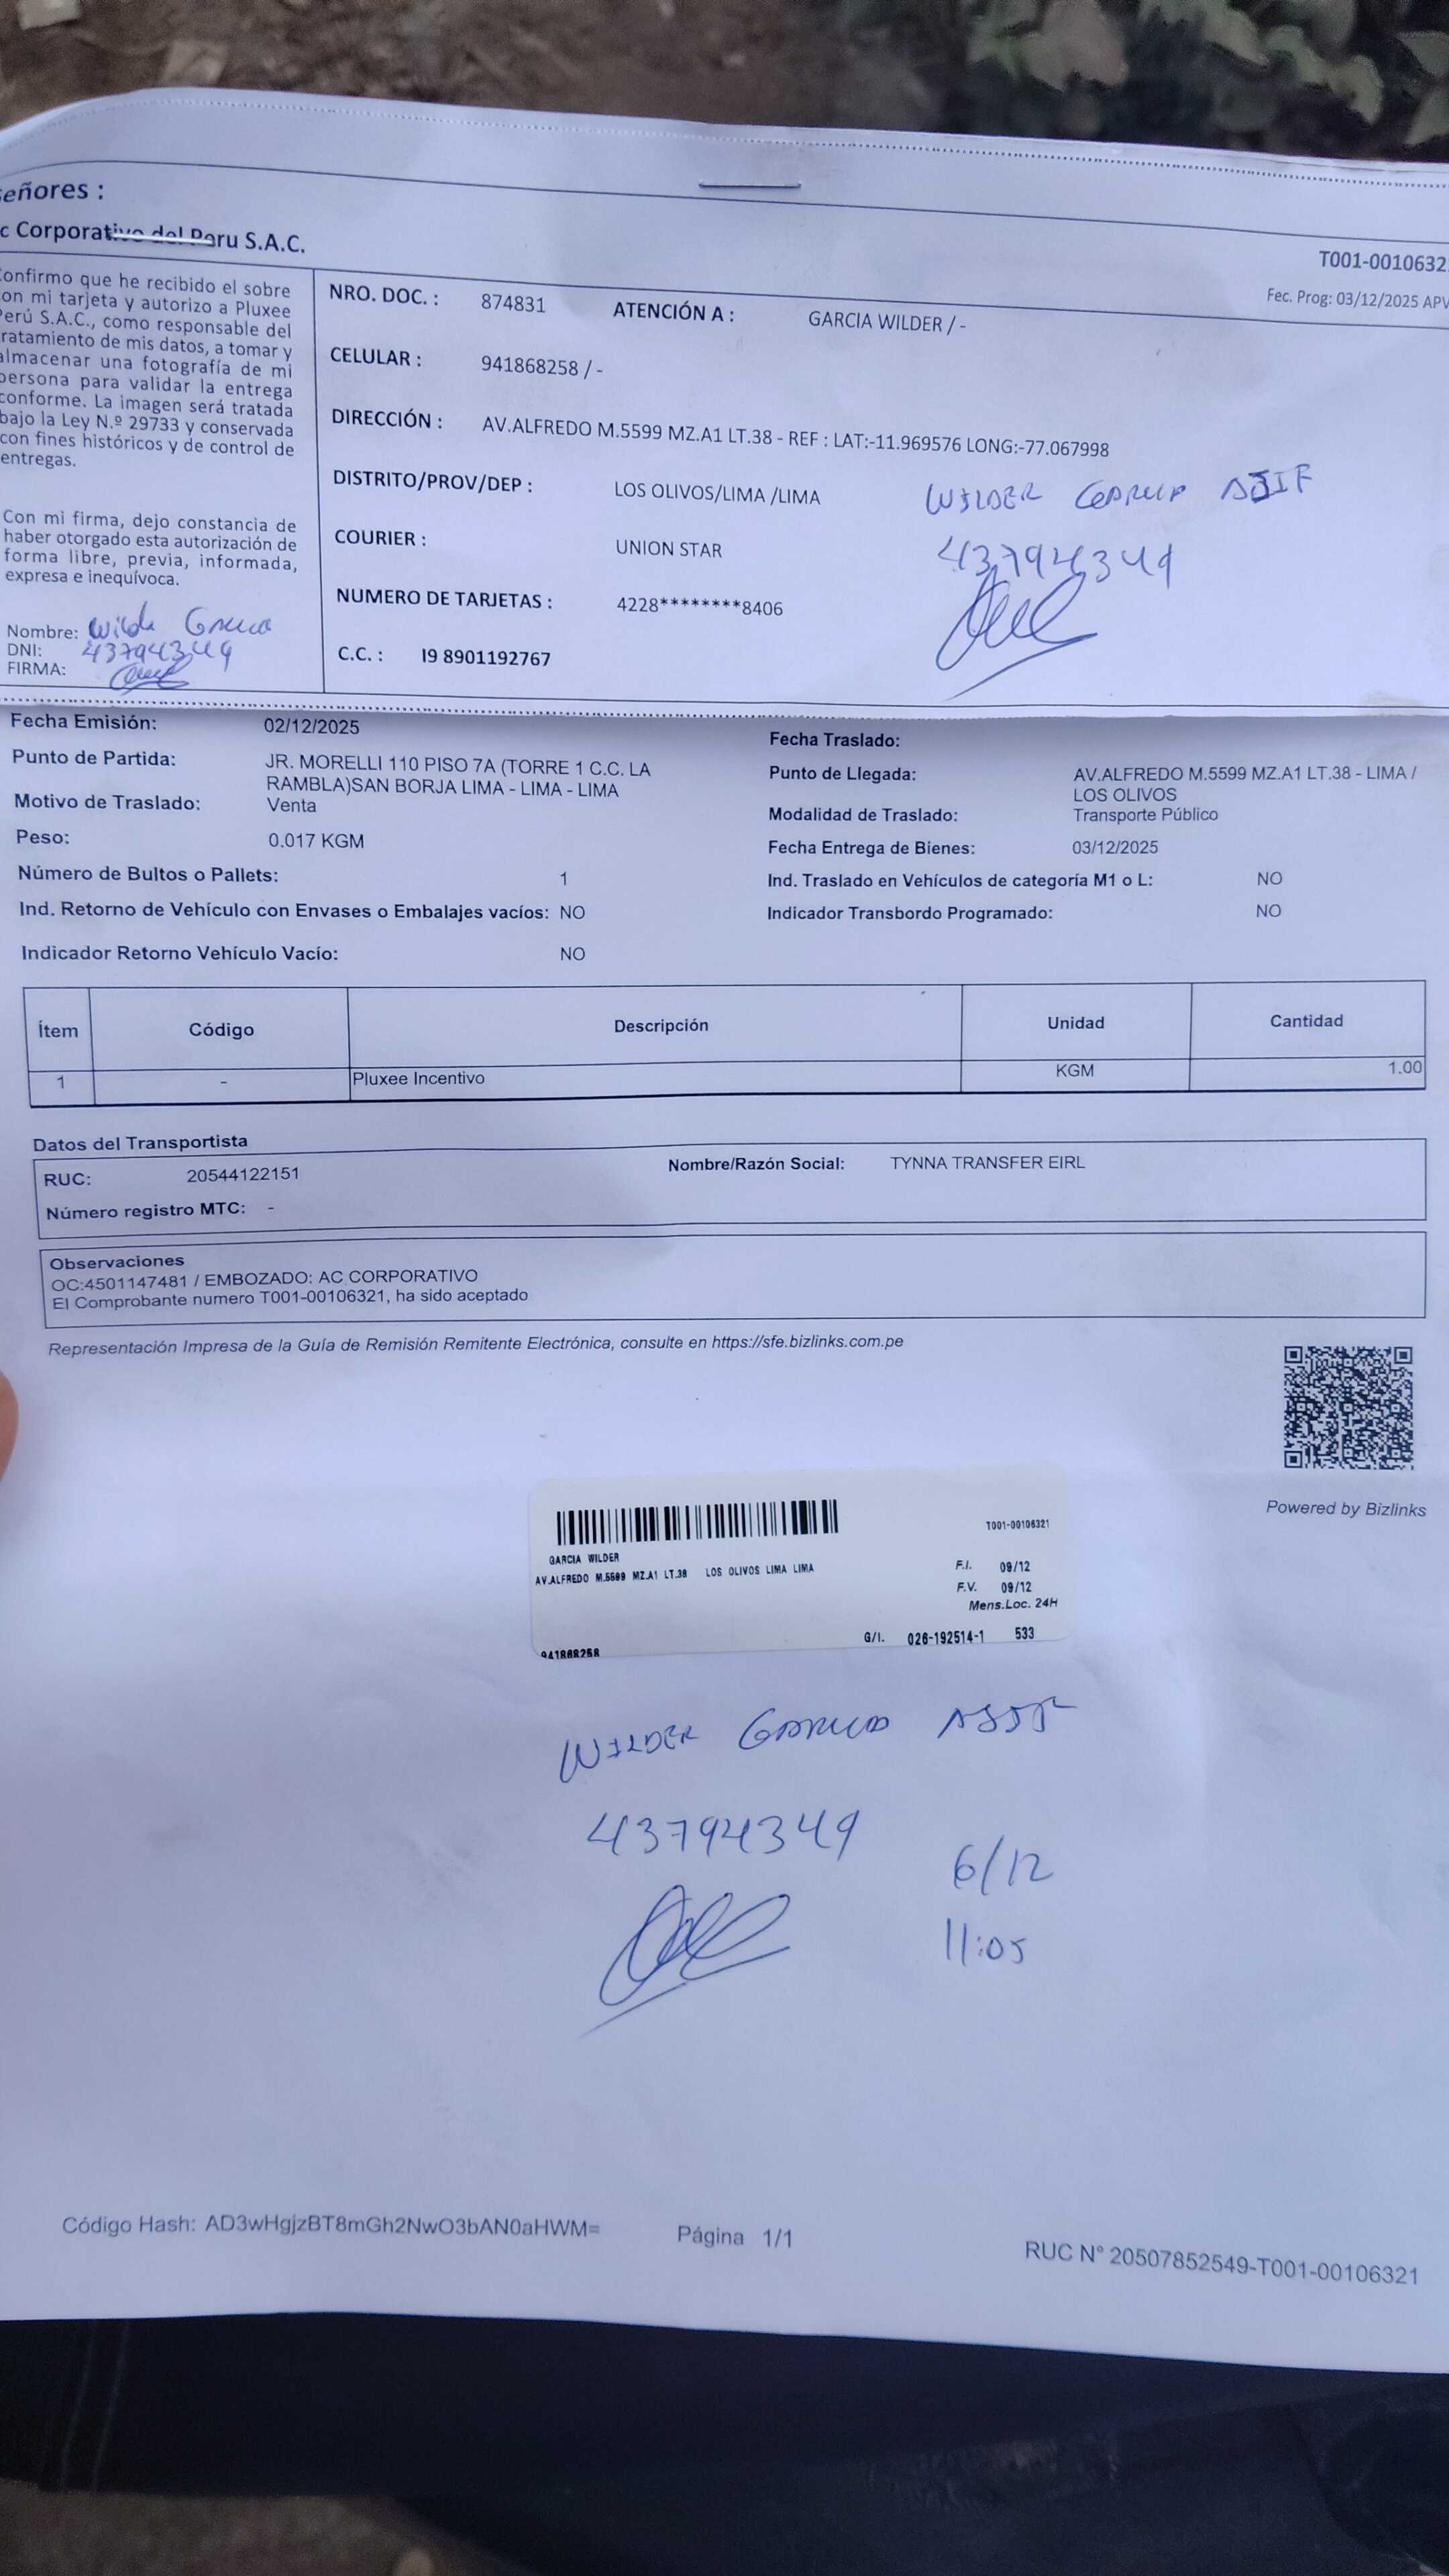 eñores :
c Corporativo del Peru S.A.C.
T001-0010632
Fec. Prog: 03/12/2025 APV
onfirmo que he recibido el sobre
on mi tarjeta y autorizo a Pluxee
Perú S.A.C., como responsable del
ratamiento de mis datos, a tomar y
almacenar una fotografía de mi
persona para validar la entrega
conforme. La imagen será tratada
bajo la Ley N.º 29733 y conservada
con fines históricos y de control de
entregas.
Con mi firma, dejo constancia de
haber otorgado esta autorización de
forma libre, previa, informada,
expresa e inequívoca.
Nombre: Wilder Garcia
DNI: 43794349
FIRMA:
NRO. DOC. : 874831 ATENCIÓN A : GARCIA WILDER / -
CELULAR : 941868258 / -
DIRECCIÓN : AV.ALFREDO M.5599 MZ.A1 LT.38 - REF : LAT:-11.969576 LONG:-77.067998
DISTRITO/PROV/DEP : LOS OLIVOS/LIMA /LIMA
COURIER : UNION STAR
NUMERO DE TARJETAS : 4228********8406
C.C. : I9 8901192767
WILDER GARCIA
43794349
Fecha Emisión: 02/12/2025
Fecha Traslado:
Punto de Partida: JR. MORELLI 110 PISO 7A (TORRE 1 C.C. LA
RAMBLA)SAN BORJA LIMA - LIMA - LIMA
Punto de Llegada: AV.ALFREDO M.5599 MZ.A1 LT.38 - LIMA /
LOS OLIVOS
Motivo de Traslado: Venta
Modalidad de Traslado: Transporte Público
Peso: 0.017 KGM
Fecha Entrega de Bienes: 03/12/2025
Número de Bultos o Pallets: 1
Ind. Traslado en Vehículos de categoría M1 o L: NO
Ind. Retorno de Vehículo con Envases o Embalajes vacíos: NO
Indicador Transbordo Programado: NO
Indicador Retorno Vehículo Vacío: NO
Ítem Código Descripción Unidad Cantidad
1 - Pluxee Incentivo KGM 1.00
Datos del Transportista
RUC: 20544122151 Nombre/Razón Social: TYNNA TRANSFER EIRL
Número registro MTC: -
Observaciones
OC:4501147481 / EMBOZADO: AC CORPORATIVO
El Comprobante numero T001-00106321, ha sido aceptado
Representación Impresa de la Guía de Remisión Remitente Electrónica, consulte en https://sfe.bizlinks.com.pe
Powered by Bizlinks
T001-00106321
GARCIA WILDER
AV.ALFREDO M.5599 MZ.A1 LT.38 LOS OLIVOS LIMA LIMA
F.I. 09/12
F.V. 09/12
Mens.Loc. 24H
G/I. 026-192514-1 533
941868258
WILDER GARCIA
43794349
6/12
11:05
Código Hash: AD3wHgjzBT8mGh2NwO3bAN0aHWM=
Página 1/1
RUC N° 20507852549-T001-00106321